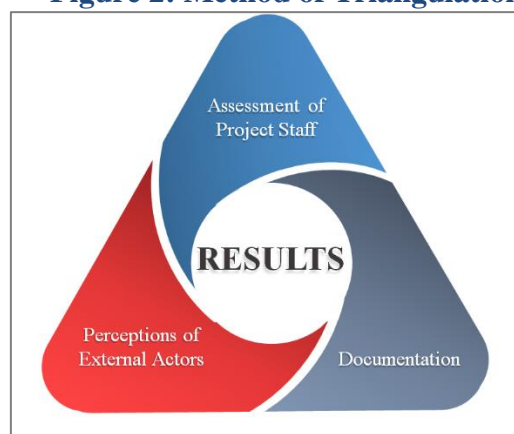 Figure 2: Method of Triangulation
Assessment of
Project Staff
RESULTS
Perceptions of
External Actors
Documentation